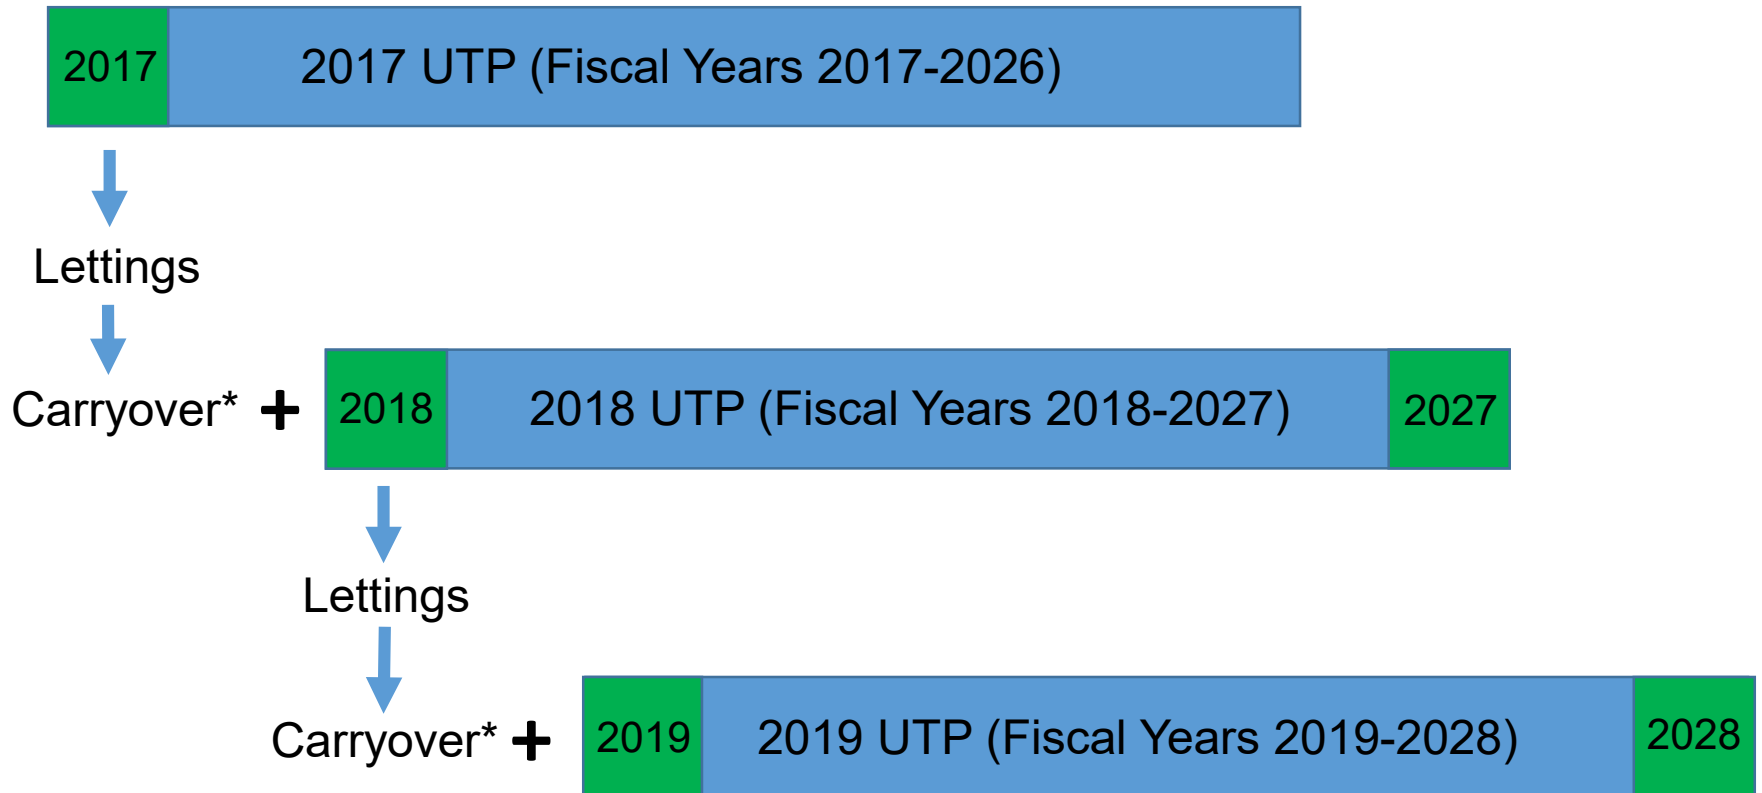 2017 2017 UTP (Fiscal Years 2017-2026)
Lettings
Carryover* + 2018 2018 UTP (Fiscal Years 2018-2027) 2027
Lettings
Carryover* + 2019 2019 UTP (Fiscal Years 2019-2028) 2028